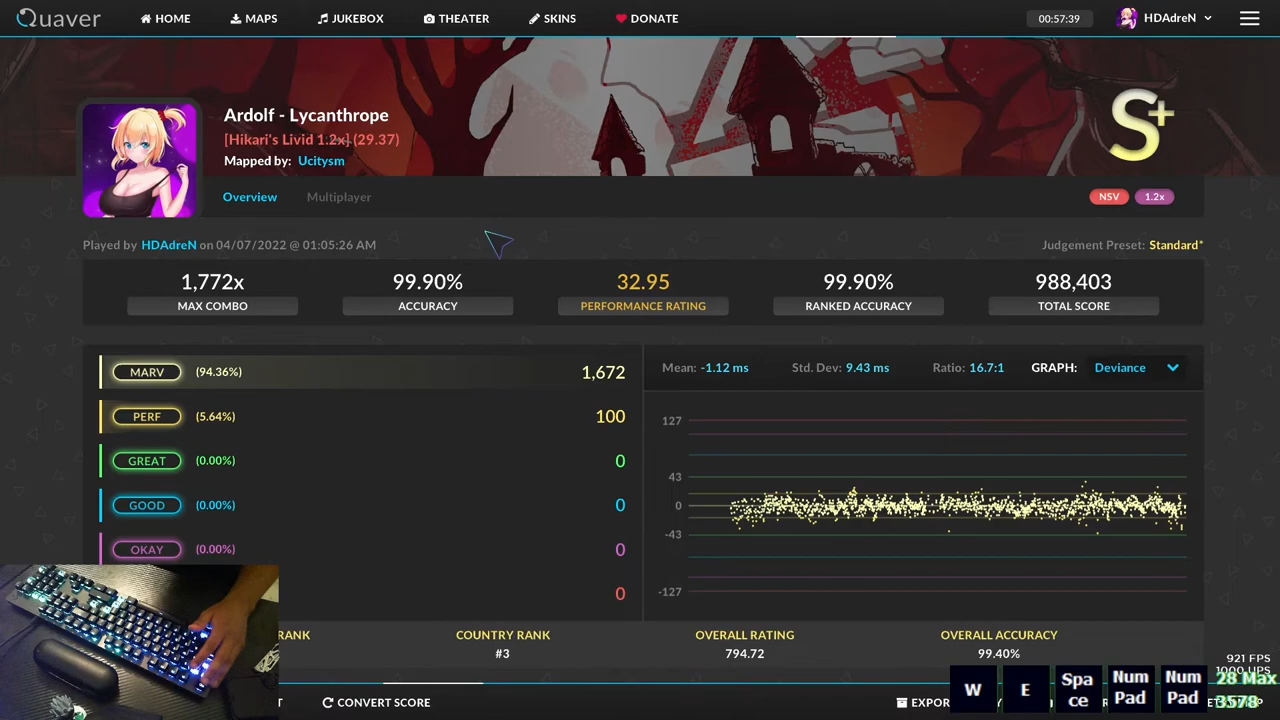 Quaver
HOME
MAPS
JUKEBOX
THEATER
SKINS
DONATE
00:57:39
HDAdreN
Ardolf - Lycanthrope
[Hikari's Livid 1.2x] (29.37)
Mapped by: Ucitysm
S+
Overview
Multiplayer
NSV
1.2x
Played by HDAdreN on 04/07/2022 @ 01:05:26 AM
Judgement Preset: Standard*
1,772x
99.90%
32.95
99.90%
988,403
MAX COMBO
ACCURACY
PERFORMANCE RATING
RANKED ACCURACY
TOTAL SCORE
MARV (94.36%) 1,672
PERF (5.64%) 100
GREAT (0.00%) 0
GOOD (0.00%) 0
OKAY (0.00%) 0
0
Mean: -1.12 ms
Std. Dev: 9.43 ms
Ratio: 16.7:1
GRAPH: Deviance
127
43
0
-43
-127
RANK
COUNTRY RANK
OVERALL RATING
OVERALL ACCURACY
#3
794.72
99.40%
921 FPS
1000 UPS
W
E
Spa
ce
Num
Pad
Num
Pad
28 Max
3578
CONVERT SCORE
EXPOR